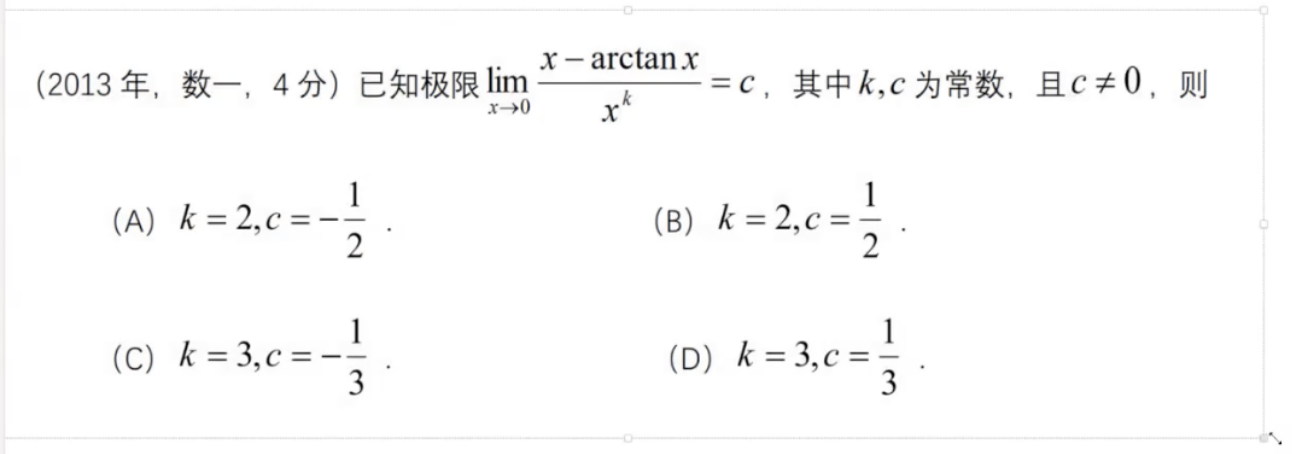 (2013 年, 数一, 4 分) 已知极限 $\lim_{x \to 0} \frac{x - \arctan x}{x^k} = c$, 其中 $k, c$ 为常数, 且 $c \neq 0$, 则
(A) $k = 2, c = -\frac{1}{2}$ . (B) $k = 2, c = \frac{1}{2}$ .
(C) $k = 3, c = -\frac{1}{3}$ . (D) $k = 3, c = \frac{1}{3}$ .